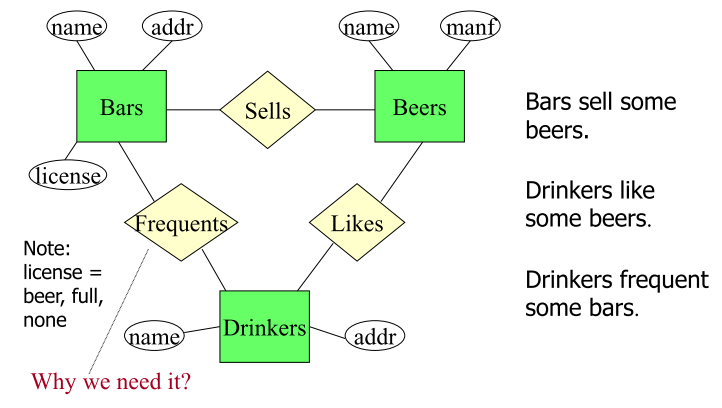 name
addr
name
manf
Bars
Sells
Beers
Bars sell some
beers.
license
Drinkers like
some beers.
Frequents
Likes
Note:
license =
beer, full,
none
Drinkers frequent
some bars.
name
Drinkers
addr
Why we need it?